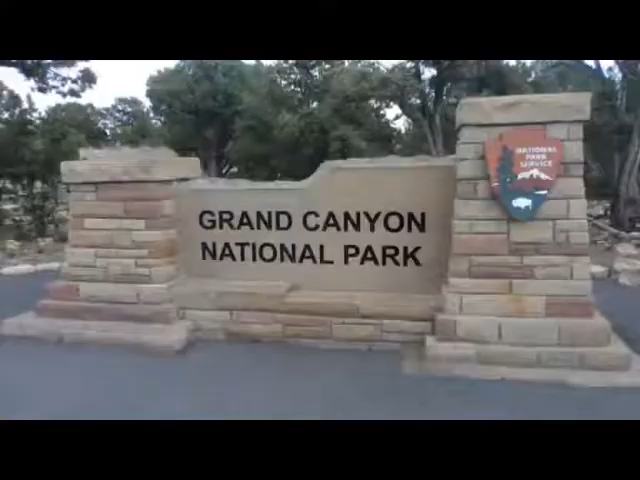 GRAND CANYON
NATIONAL PARK
NATIONAL
PARK
SERVICE